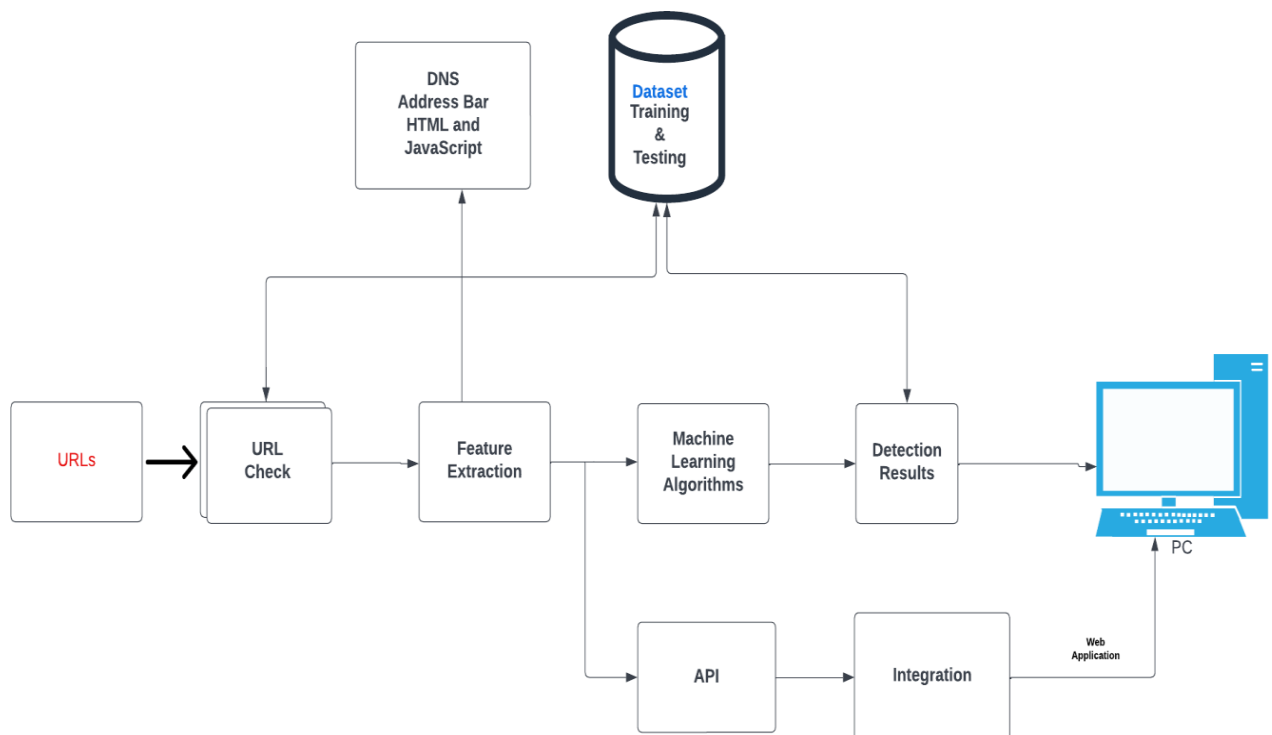 DNS
Address Bar
HTML and
JavaScript
Dataset
Training
&
Testing
URLs
URL
Check
Feature
Extraction
Machine
Learning
Algorithms
Detection
Results
PC
API
Integration
Web
Application